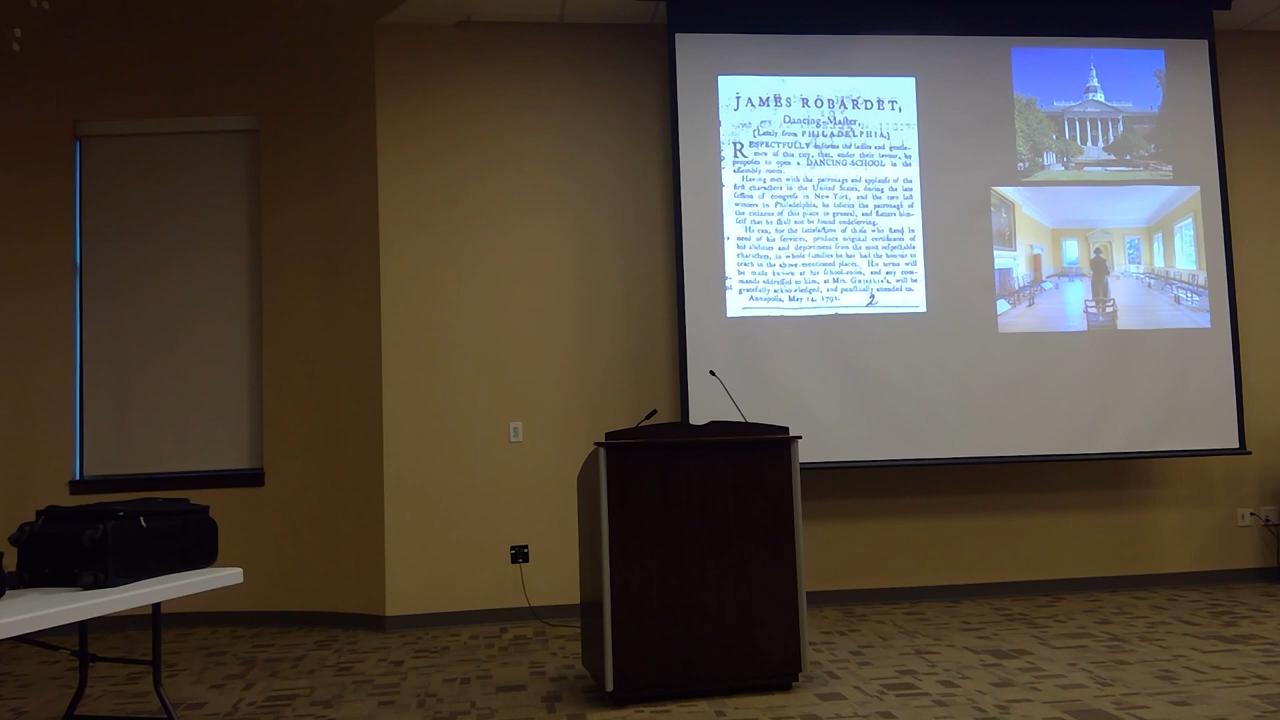 JAMES ROBARDET,
Dancing-Master,
[Lately from PHILADELPHIA,]
RESPECTFULLY informs the ladies and gentle-
men of this city, that, under their favour, he
proposes to open a DANCING-SCHOOL in the
assembly room.
Having met with the patronage and applause of the
first characters in the United States, during the last
session of congress in New York, and the two last
winters in Philadelphia, he solicits the patronage of
the citizens of this place in general, and flatters him-
self that he shall not be found undeserving.
He can, for the satisfaction of those who stand in
need of his services, produce original certificates of
his abilities and deportment from the most respectable
characters, in whose families he has had the honour to
teach in the above-mentioned places. His terms will
be made known at his school-room, and any com-
mands addressed to him, at Mrs. will be
gratefully acknowledged, and punctually attended to.
Annapolis, May 14, 1791. 2